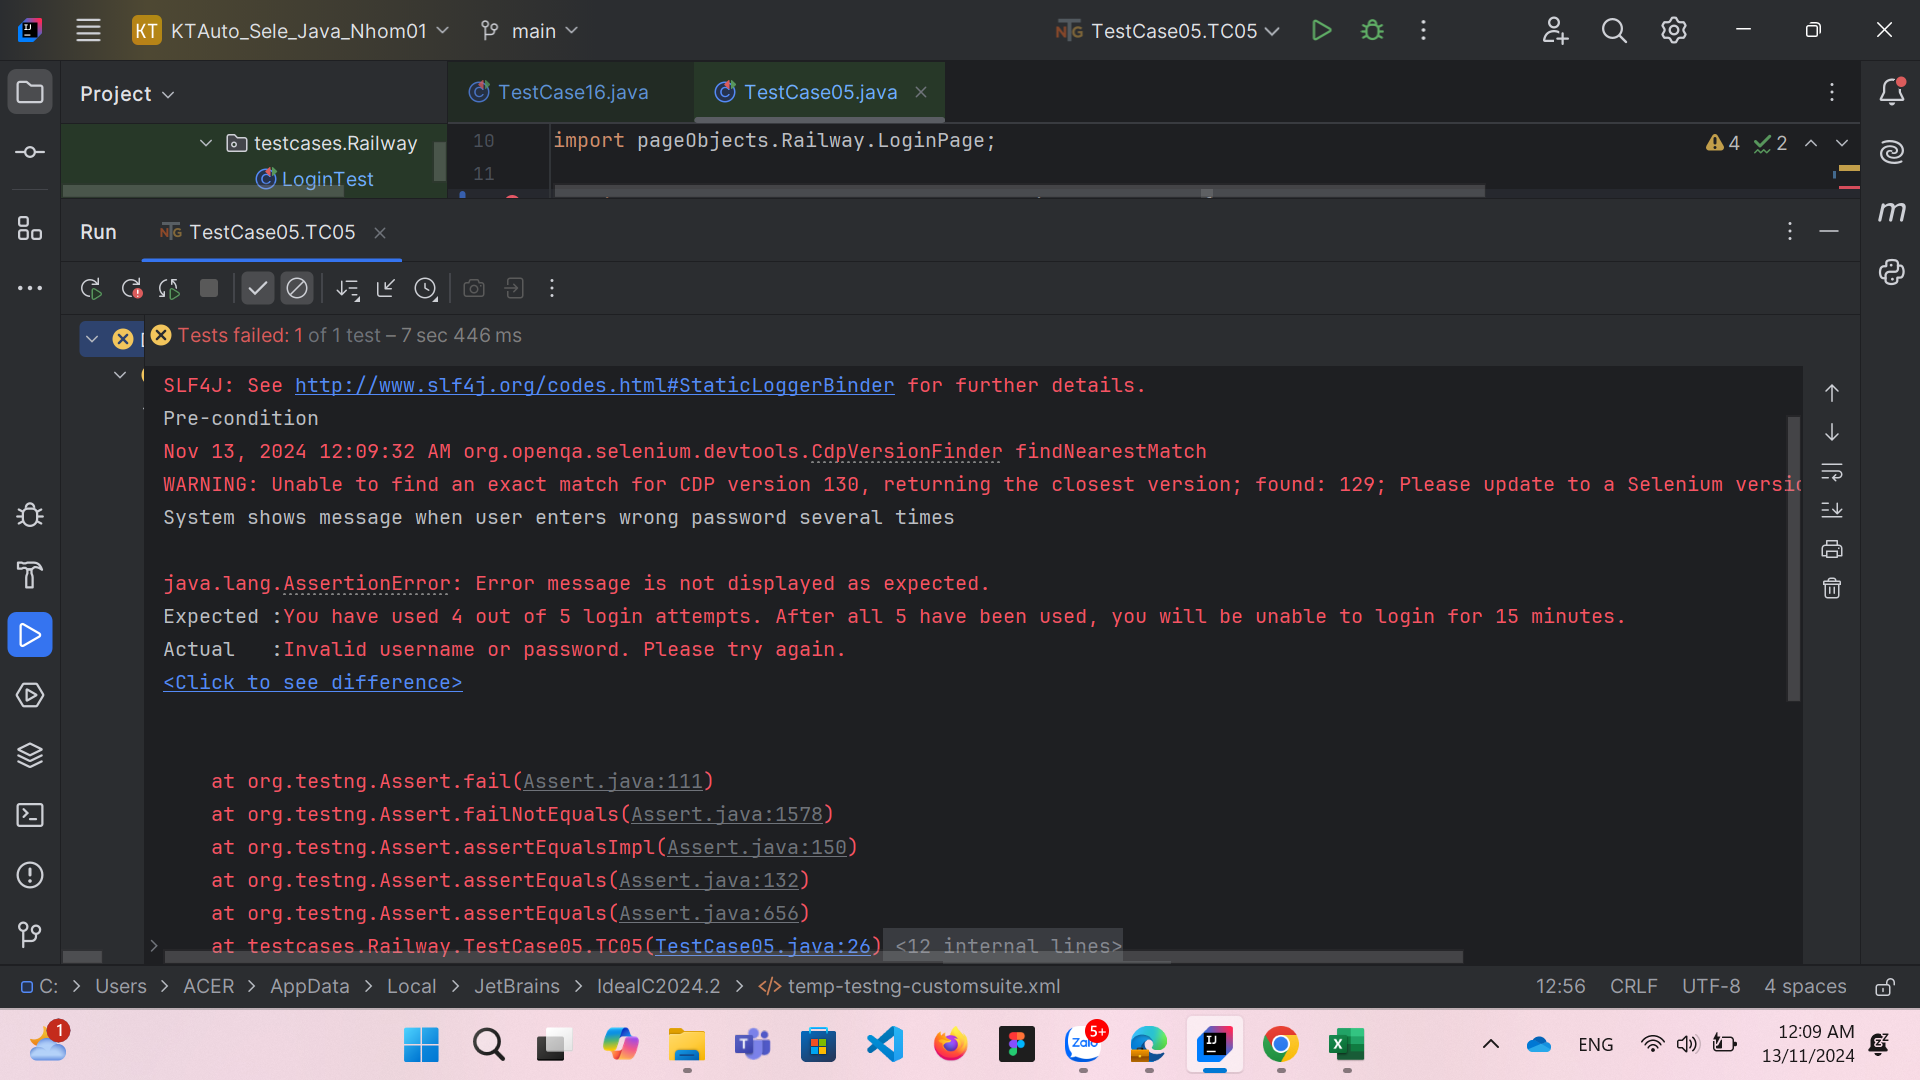 KT KTAuto_Sele_Java_Nhom01 main TestCase05.TC05
Project TestCase16.java TestCase05.java
testcases.Railway
LoginTest
10 import pageObjects.Railway.LoginPage; 4 2
11
Run TestCase05.TC05
Tests failed: 1 of 1 test – 7 sec 446 ms
SLF4J: See http://www.slf4j.org/codes.html#StaticLoggerBinder for further details.
Pre-condition
Nov 13, 2024 12:09:32 AM org.openqa.selenium.devtools.CdpVersionFinder findNearestMatch
WARNING: Unable to find an exact match for CDP version 130, returning the closest version; found: 129; Please update to a Selenium versio
System shows message when user enters wrong password several times
java.lang.AssertionError: Error message is not displayed as expected.
Expected :You have used 4 out of 5 login attempts. After all 5 have been used, you will be unable to login for 15 minutes.
Actual   :Invalid username or password. Please try again.
<Click to see difference>
at org.testng.Assert.fail(Assert.java:111)
at org.testng.Assert.failNotEquals(Assert.java:1578)
at org.testng.Assert.assertEqualsImpl(Assert.java:150)
at org.testng.Assert.assertEquals(Assert.java:132)
at org.testng.Assert.assertEquals(Assert.java:656)
at testcases.Railway.TestCase05.TC05(TestCase05.java:26) <12 internal lines>
C: > Users > ACER > AppData > Local > JetBrains > IdeaIC2024.2 > temp-testng-customsuite.xml 12:56 CRLF UTF-8 4 spaces
1 Zalo 5+ ENG 12:09 AM
13/11/2024